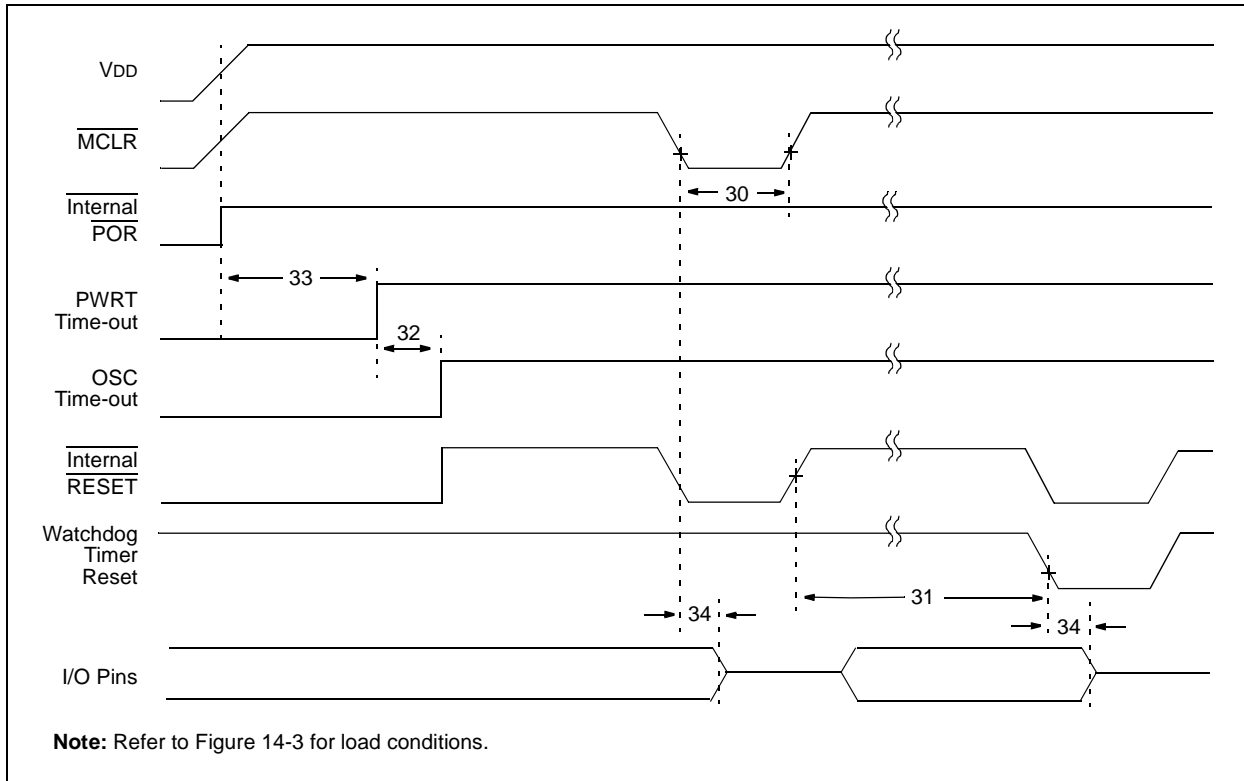 VDD
MCLR
30
Internal
POR
33
PWRT
Time-out
32
OSC
Time-out
Internal
RESET
Watchdog
Timer
Reset
31
34
34
I/O Pins
Note: Refer to Figure 14-3 for load conditions.